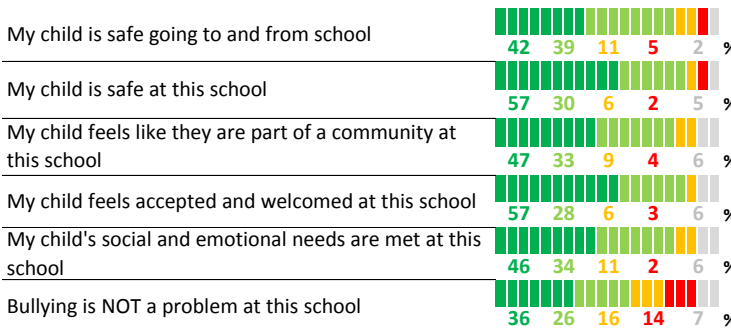 My child is safe going to and from school
42 39 11 5 2 %
My child is safe at this school
57 30 6 2 5 %
My child feels like they are part of a community at
this school
47 33 9 4 6 %
My child feels accepted and welcomed at this school
57 28 6 3 6 %
My child's social and emotional needs are met at this
school
46 34 11 2 6 %
Bullying is NOT a problem at this school
36 26 16 14 7 %